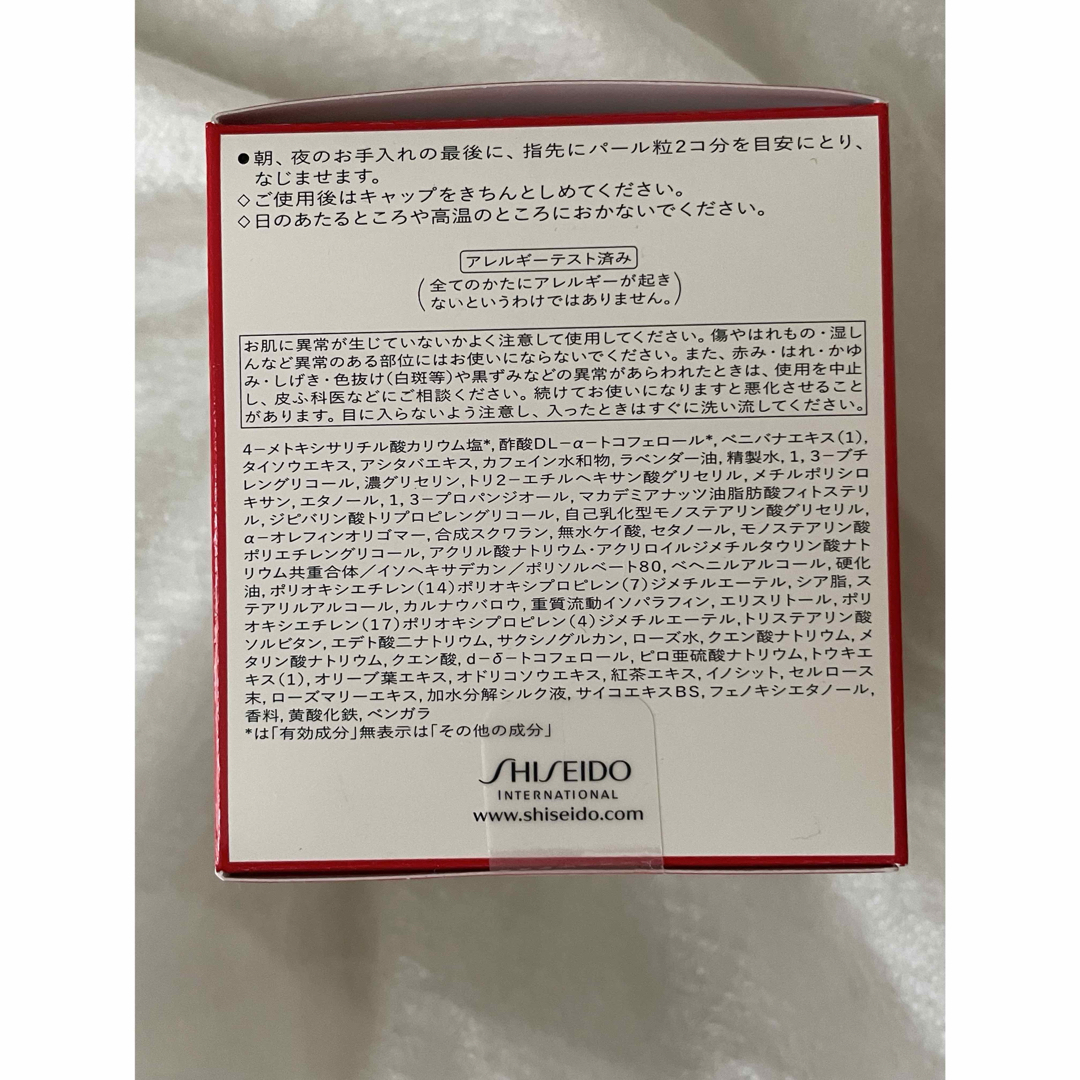 ●朝、夜のお手入れの最後に、指先にパール粒2コ分を目安にとり、
なじませます。
◇ご使用後はキャップをきちんとしめてください。
◇日のあたるところや高温のところにおかないでください。
アレルギーテスト済み
(全てのかたにアレルギーが起き
ないというわけではありません。)
お肌に異常が生じていないかよく注意して使用してください。傷やはれもの・湿し
んなど異常のある部位にはお使いにならないでください。また、赤み・はれ・かゆ
み・しげき・色抜け(白斑等)や黒ずみなどの異常があらわれたときは、使用を中止
し、皮ふ科医などにご相談ください。続けてお使いになりますと悪化させること
があります。目に入らないよう注意し、入ったときはすぐに洗い流してください。
4−メトキシサリチル酸カリウム塩*, 酢酸DL−α−トコフェロール*, ベニバナエキス(1),
タイソウエキス, アシタバエキス, カフェイン水和物, ラベンダー油, 精製水, 1, 3−ブチ
レングリコール, 濃グリセリン, トリ2−エチルヘキサン酸グリセリル, メチルポリシロ
キサン, エタノール, 1, 3−プロパンジオール, マカデミアナッツ油脂肪酸フィトステリ
ル, ジピバリン酸トリプロピレングリコール, 自己乳化型モノステアリン酸グリセリル,
α−オレフィンオリゴマー, 合成スクワラン, 無水ケイ酸, セタノール, モノステアリン酸
ポリエチレングリコール, アクリル酸ナトリウム・アクリロイルジメチルタウリン酸ナト
リウム共重合体／イソヘキサデカン／ポリソルベート80, ベヘニルアルコール, 硬化
油, ポリオキシエチレン(14)ポリオキシプロピレン(7)ジメチルエーテル, シア脂, ス
テアリルアルコール, カルナウバロウ, 重質流動イソパラフィン, エリスリトール, ポリ
オキシエチレン(17)ポリオキシプロピレン(4)ジメチルエーテル, トリステアリン酸
ソルビタン, エデト酸二ナトリウム, サクシノグルカン, ローズ水, クエン酸ナトリウム, メ
タリン酸ナトリウム, クエン酸, d−δ−トコフェロール, ピロ亜硫酸ナトリウム, トウキエ
キス(1), オリーブ葉エキス, オドリコソウエキス, 紅茶エキス, イノシット, セルロース
末, ローズマリーエキス, 加水分解シルク液, サイコエキスBS, フェノキシエタノール,
香料, 黄酸化鉄, ベンガラ
*は「有効成分」無表示は「その他の成分」
SHISEIDO
INTERNATIONAL
www.shiseido.com